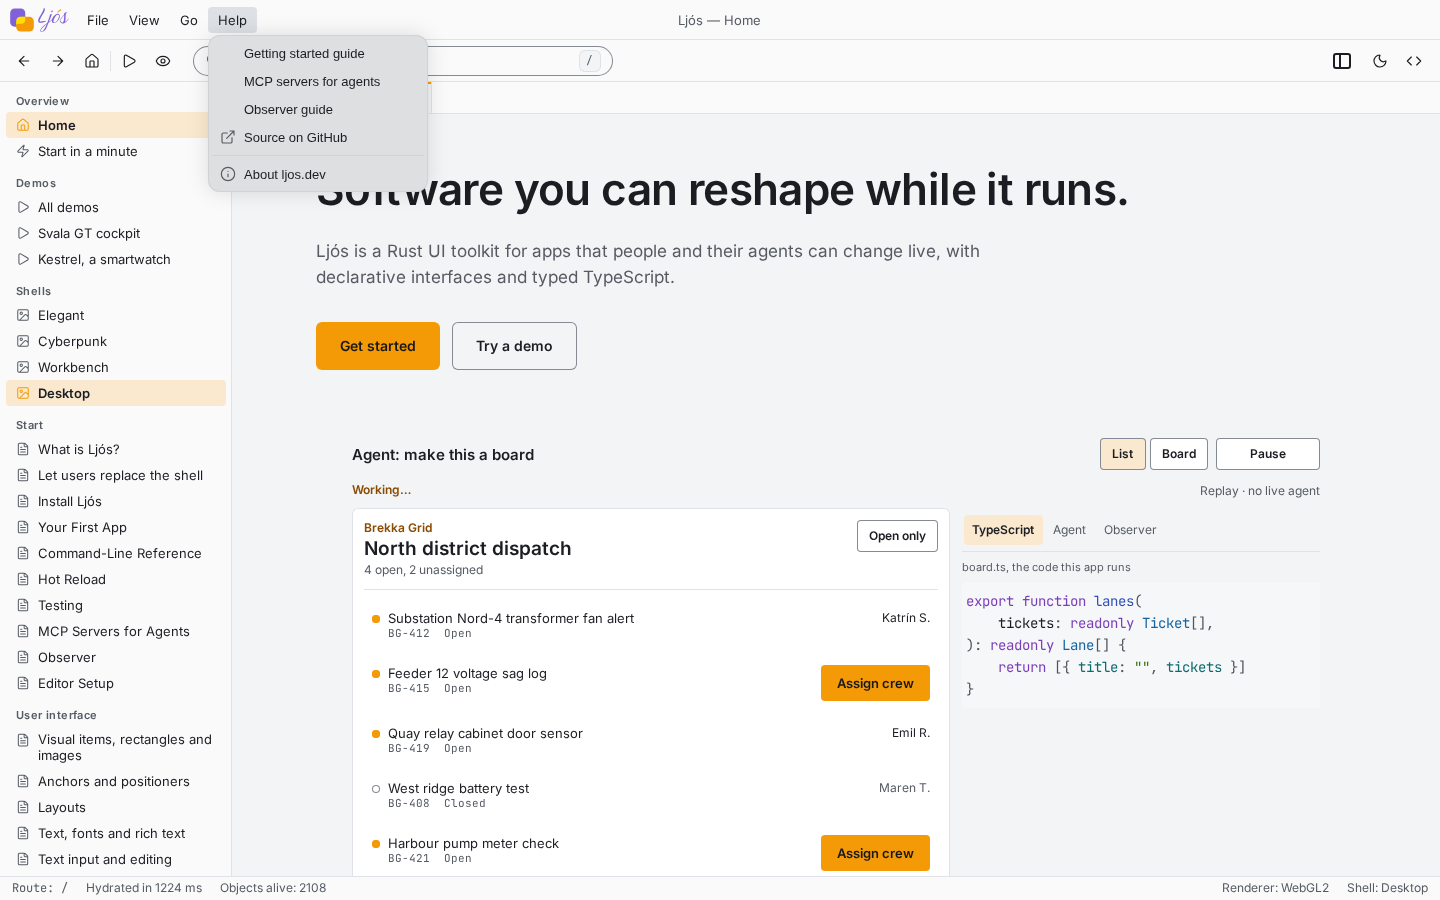 Ljós
File View Go Help
Ljós — Home
Getting started guide
MCP servers for agents
Observer guide
Source on GitHub
About ljos.dev
/
Overview
Home
Start in a minute
Demos
All demos
Svala GT cockpit
Kestrel, a smartwatch
Shells
Elegant
Cyberpunk
Workbench
Desktop
Start
What is Ljós?
Let users replace the shell
Install Ljós
Your First App
Command-Line Reference
Hot Reload
Testing
MCP Servers for Agents
Observer
Editor Setup
User interface
Visual items, rectangles and
images
Anchors and positioners
Layouts
Text, fonts and rich text
Text input and editing
Software you can reshape while it runs.
Ljós is a Rust UI toolkit for apps that people and their agents can change live, with
declarative interfaces and typed TypeScript.
Get started
Try a demo
Agent: make this a board
List
Board
Pause
Working...
Replay · no live agent
Brekka Grid
North district dispatch
4 open, 2 unassigned
Open only
Substation Nord-4 transformer fan alert
BG-412 Open
Katrín S.
Feeder 12 voltage sag log
BG-415 Open
Assign crew
Quay relay cabinet door sensor
BG-419 Open
Emil R.
West ridge battery test
BG-408 Closed
Maren T.
Harbour pump meter check
BG-421 Open
Assign crew
TypeScript Agent Observer
board.ts, the code this app runs
export function lanes(
    tickets: readonly Ticket[],
): readonly Lane[] {
    return [{ title: "", tickets }]
}
Route: / Hydrated in 1224 ms Objects alive: 2108
Renderer: WebGL2 Shell: Desktop